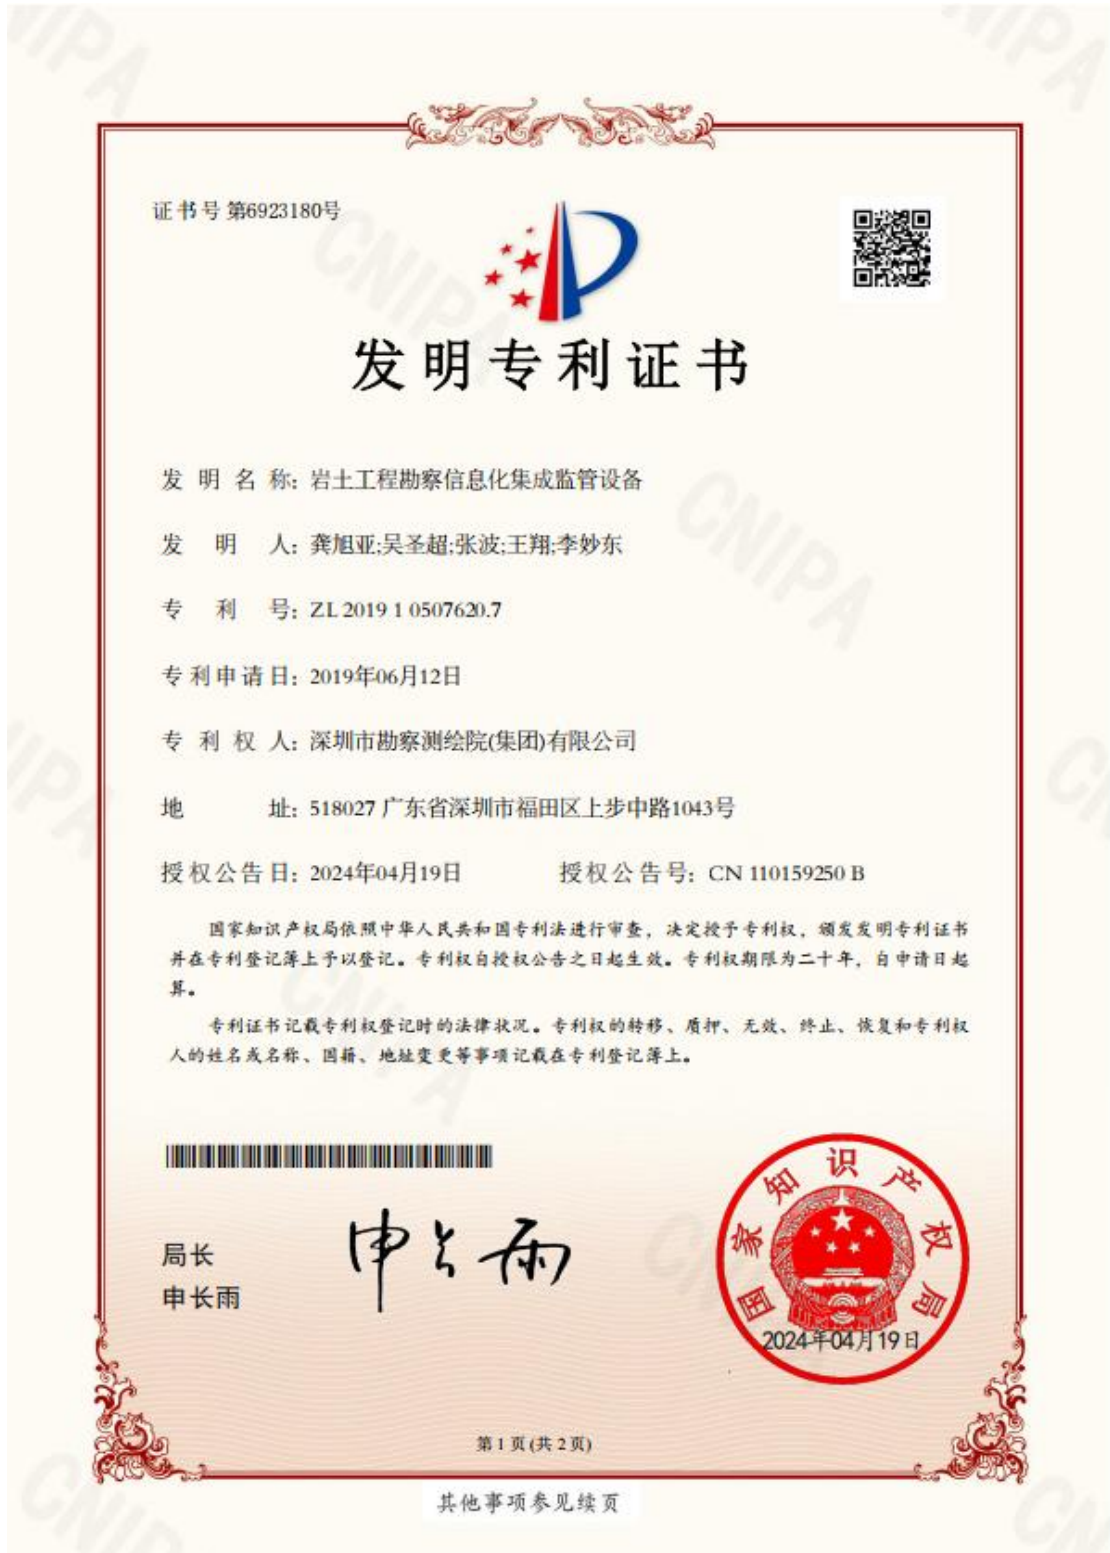 证书号第6923180号
发明专利证书
发明名称：岩土工程勘察信息化集成监管设备
发明人：龚旭亚;吴圣超;张波;王翔;李妙东
专利号：ZL 2019 1 0507620.7
专利申请日：2019年06月12日
专利权人：深圳市勘察测绘院(集团)有限公司
地址：518027 广东省深圳市福田区上步中路1043号
授权公告日：2024年04月19日 授权公告号：CN 110159250 B
国家知识产权局依照中华人民共和国专利法进行审查，决定授予专利权，颁发发明专利证书
并在专利登记簿上予以登记。专利权自授权公告之日起生效。专利权期限为二十年，自申请日起
算。
专利证书记载专利权登记时的法律状况。专利权的转移、质押、无效、终止、恢复和专利权
人的姓名或名称、国籍、地址变更等事项记载在专利登记簿上。
局长
申长雨
申长雨
国家知识产权局
2024年04月19日
第1页(共2页)
其他事项参见续页
CNIPA
CNIPA
CNIPA
CNIPA